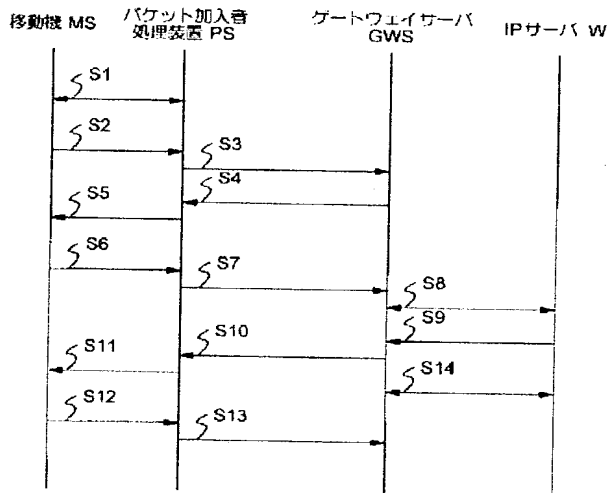 移動機 MS
パケット加入者
処理装置 PS
ゲートウェイサーバ
GWS
IPサーバ W
S1
S2
S3
S4
S5
S6
S7
S8
S9
S10
S11
S14
S12
S13